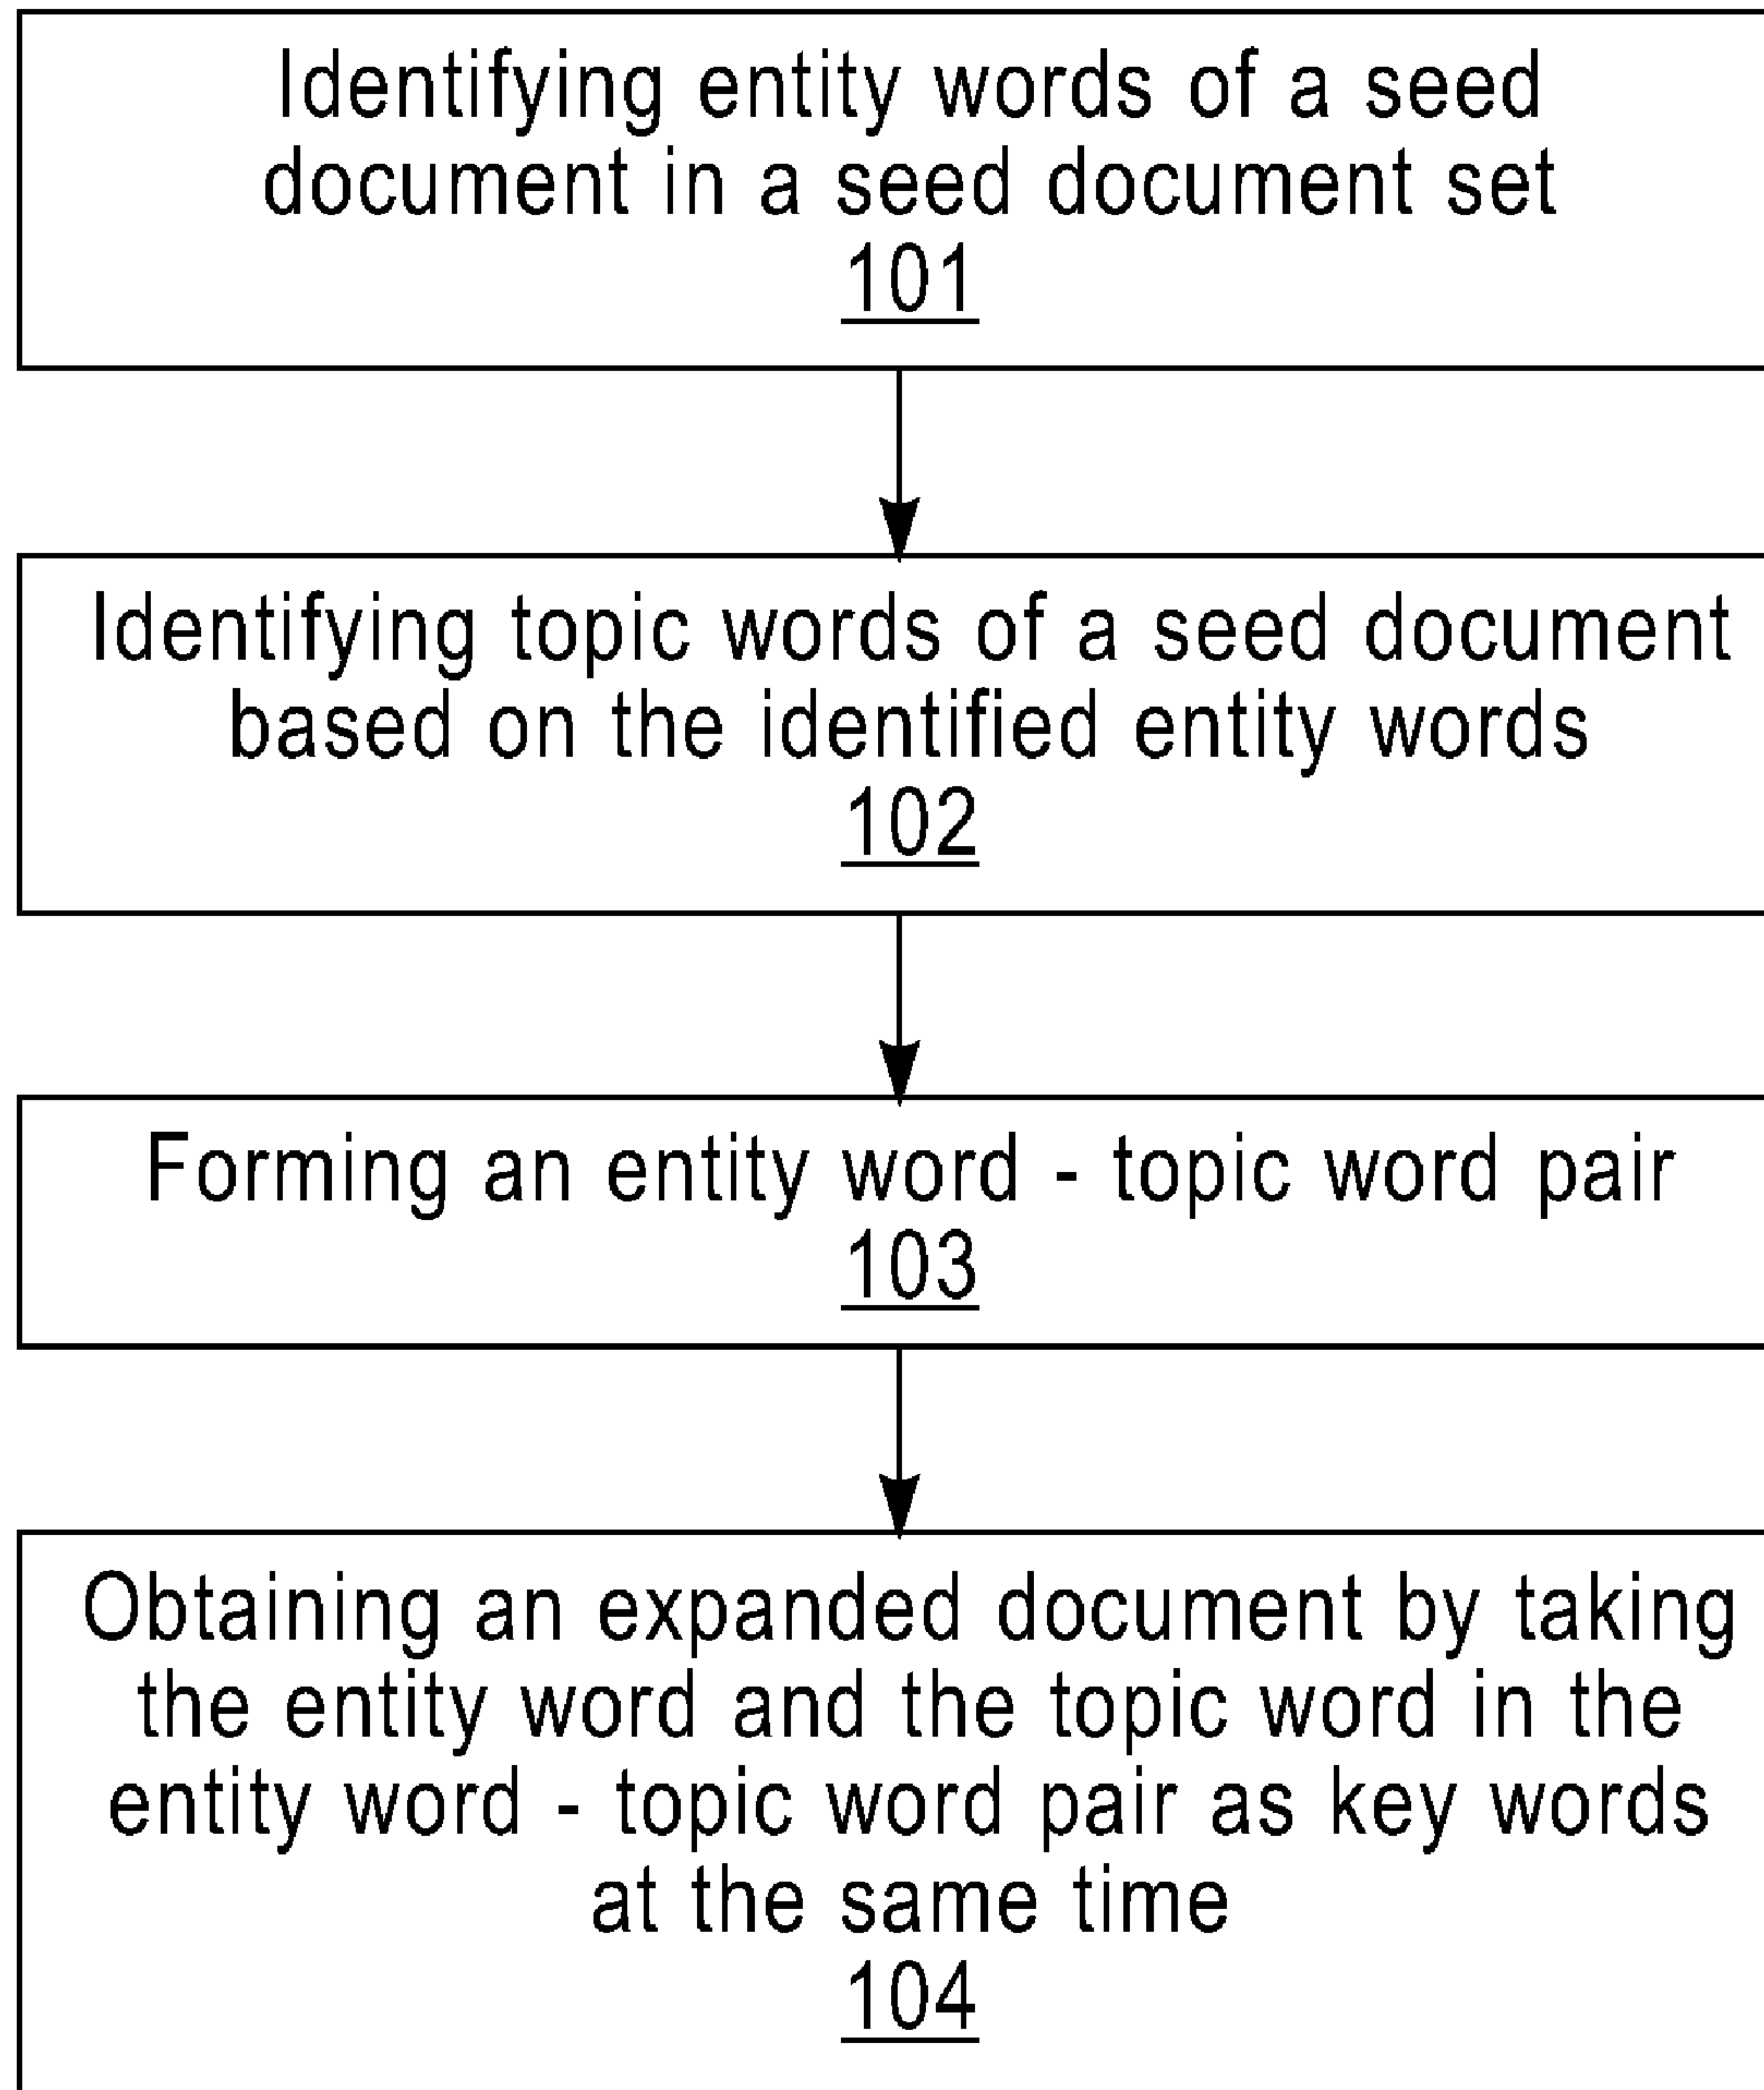 Identifying entity words of a seed
document in a seed document set
101
Identifying topic words of a seed document
based on the identified entity words
102
Forming an entity word - topic word pair
103
Obtaining an expanded document by taking
the entity word and the topic word in the
entity word - topic word pair as key words
at the same time
104